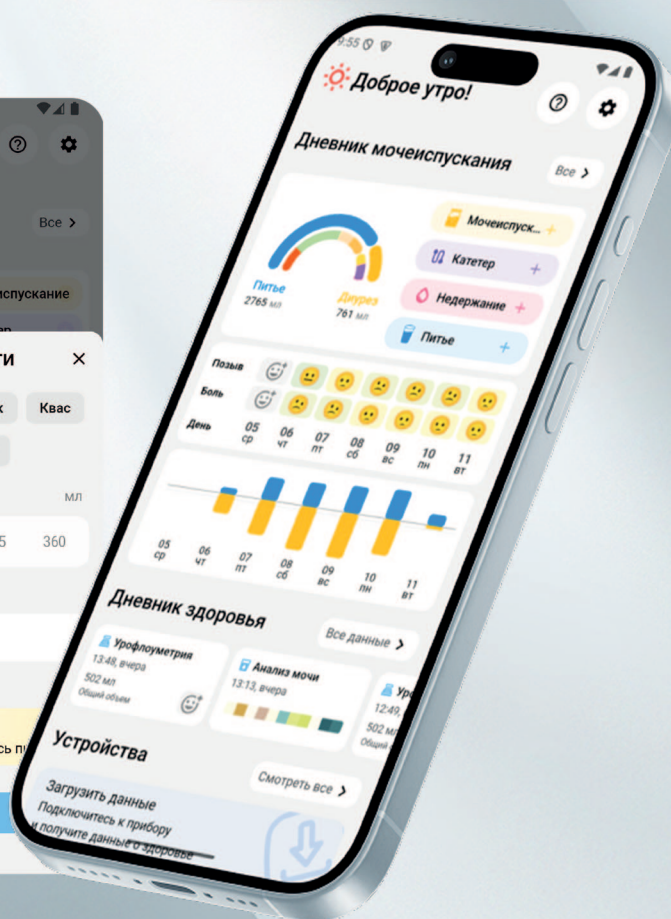 Все
испускание
ти
×
к
Квас
мл
5
360
сь п
9:55
Доброе утро!
Дневник мочеиспускания
Все
Питье
2765 мл
Диурез
761 мл
Мочеиспуск... +
Катетер +
Недержание +
Питье +
Позыв
Боль
День
05 06 07 08 09 10 11
ср чт пт сб вс пн вт
05 06 07 08 09 10 11
ср чт пт сб вс пн вт
Дневник здоровья
Все данные
Урофлоуметрия
13:48, вчера
502 мл
Общий объем
Анализ мочи
13:13, вчера
Уро
12:49,
502 мл
Общий
Устройства
Смотреть все
Загрузить данные
Подключитесь к прибору
и получите данные о здоровье